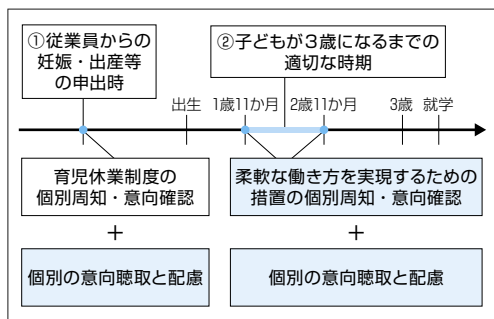 ①従業員からの
妊娠・出産等
の申出時
②子どもが3歳になるまでの
適切な時期
出生
1歳11か月
2歳11か月
3歳
就学
育児休業制度の
個別周知・意向確認
+
個別の意向聴取と配慮
柔軟な働き方を実現するための
措置の個別周知・意向確認
+
個別の意向聴取と配慮